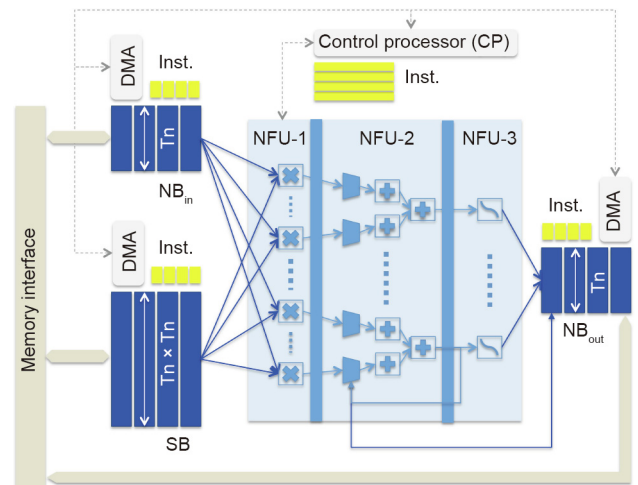 Control processor (CP)
Inst.
DMA
Inst.
Tn
NBin
DMA
Inst.
Tn × Tn
SB
Memory interface
NFU-1
NFU-2
NFU-3
DMA
Inst.
Tn
NBout